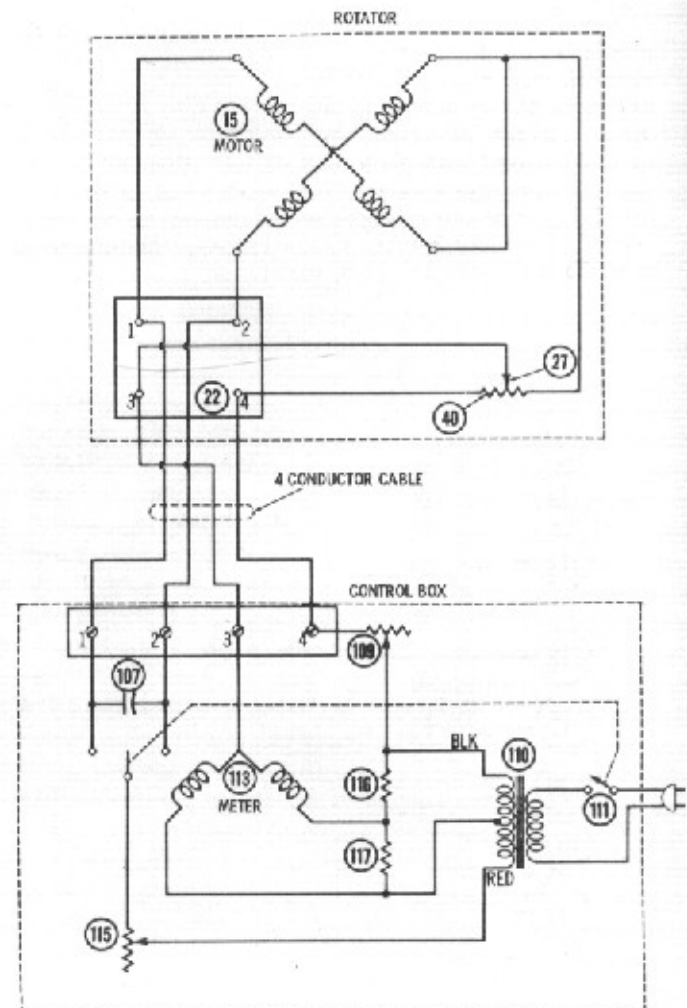 ROTATOR
15
MOTOR
1
2
3
22
4
27
40
4 CONDUCTOR CABLE
CONTROL BOX
1
2
3
4
109
107
BLK
110
113
METER
116
111
117
RED
115